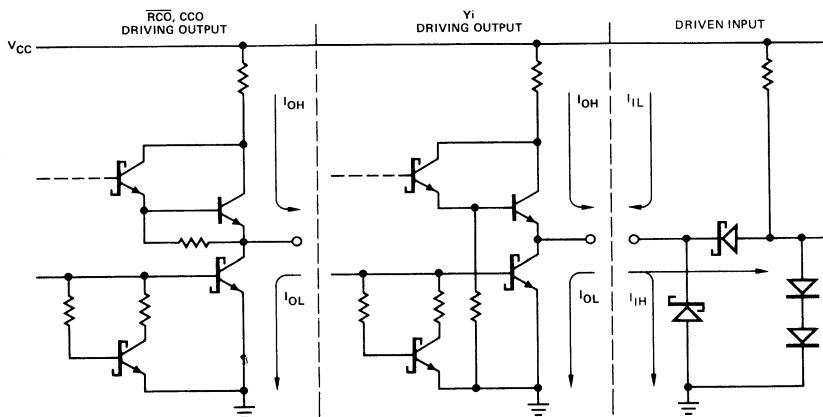 RCO, CCO
DRIVING OUTPUT
Yi
DRIVING OUTPUT
DRIVEN INPUT
VCC
IOH
IOH
IIL
IOL
IOL
IIH